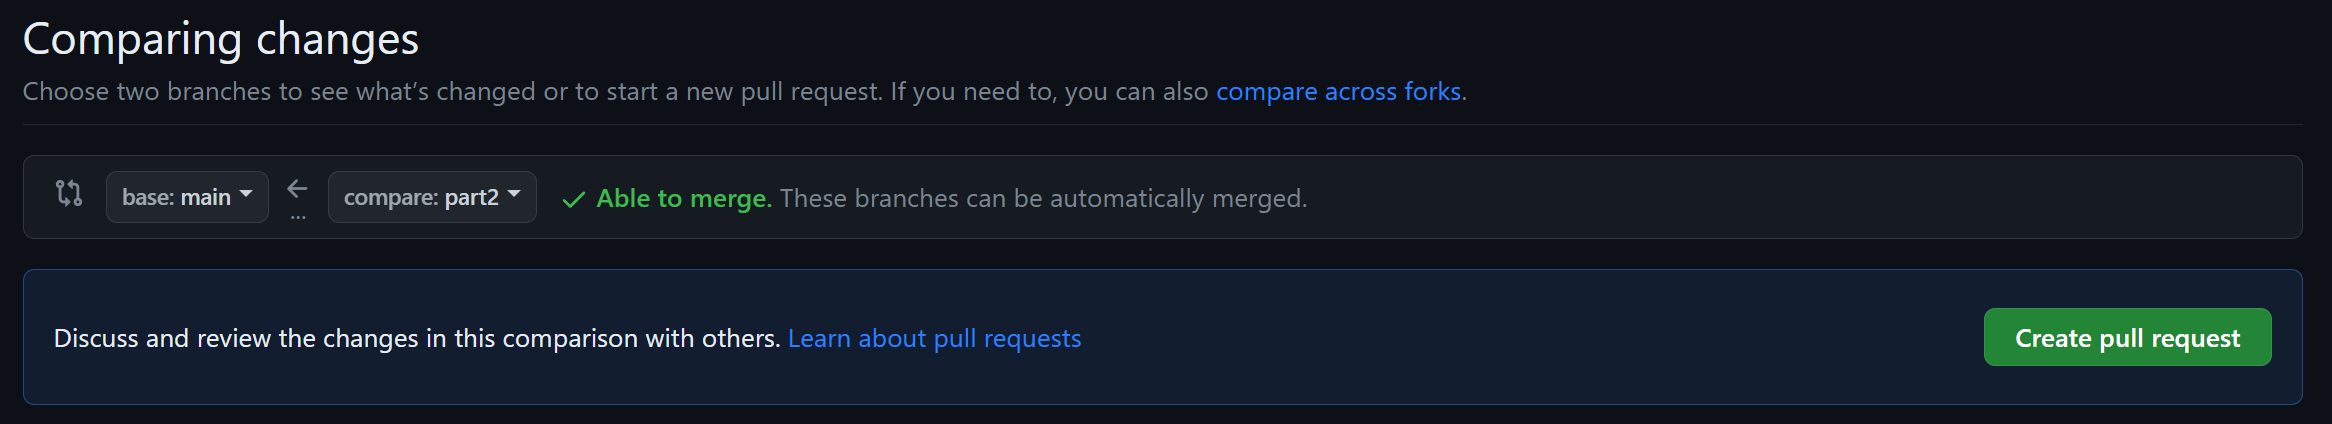 Comparing changes
Choose two branches to see what’s changed or to start a new pull request. If you need to, you can also compare across forks.
base: main ... compare: part2 Able to merge. These branches can be automatically merged.
Discuss and review the changes in this comparison with others. Learn about pull requests Create pull request